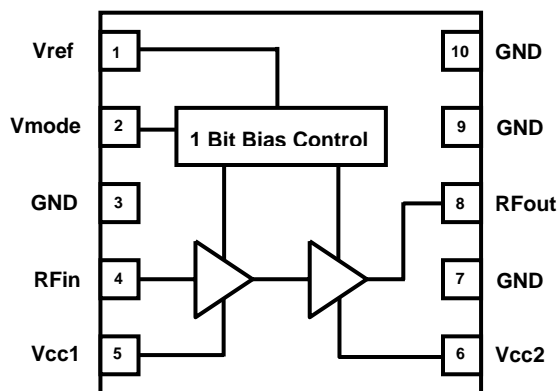 Vref 1 10 GND
Vmode 2 1 Bit Bias Control 9 GND
GND 3 8 RFout
RFin 4 7 GND
Vcc1 5 6 Vcc2